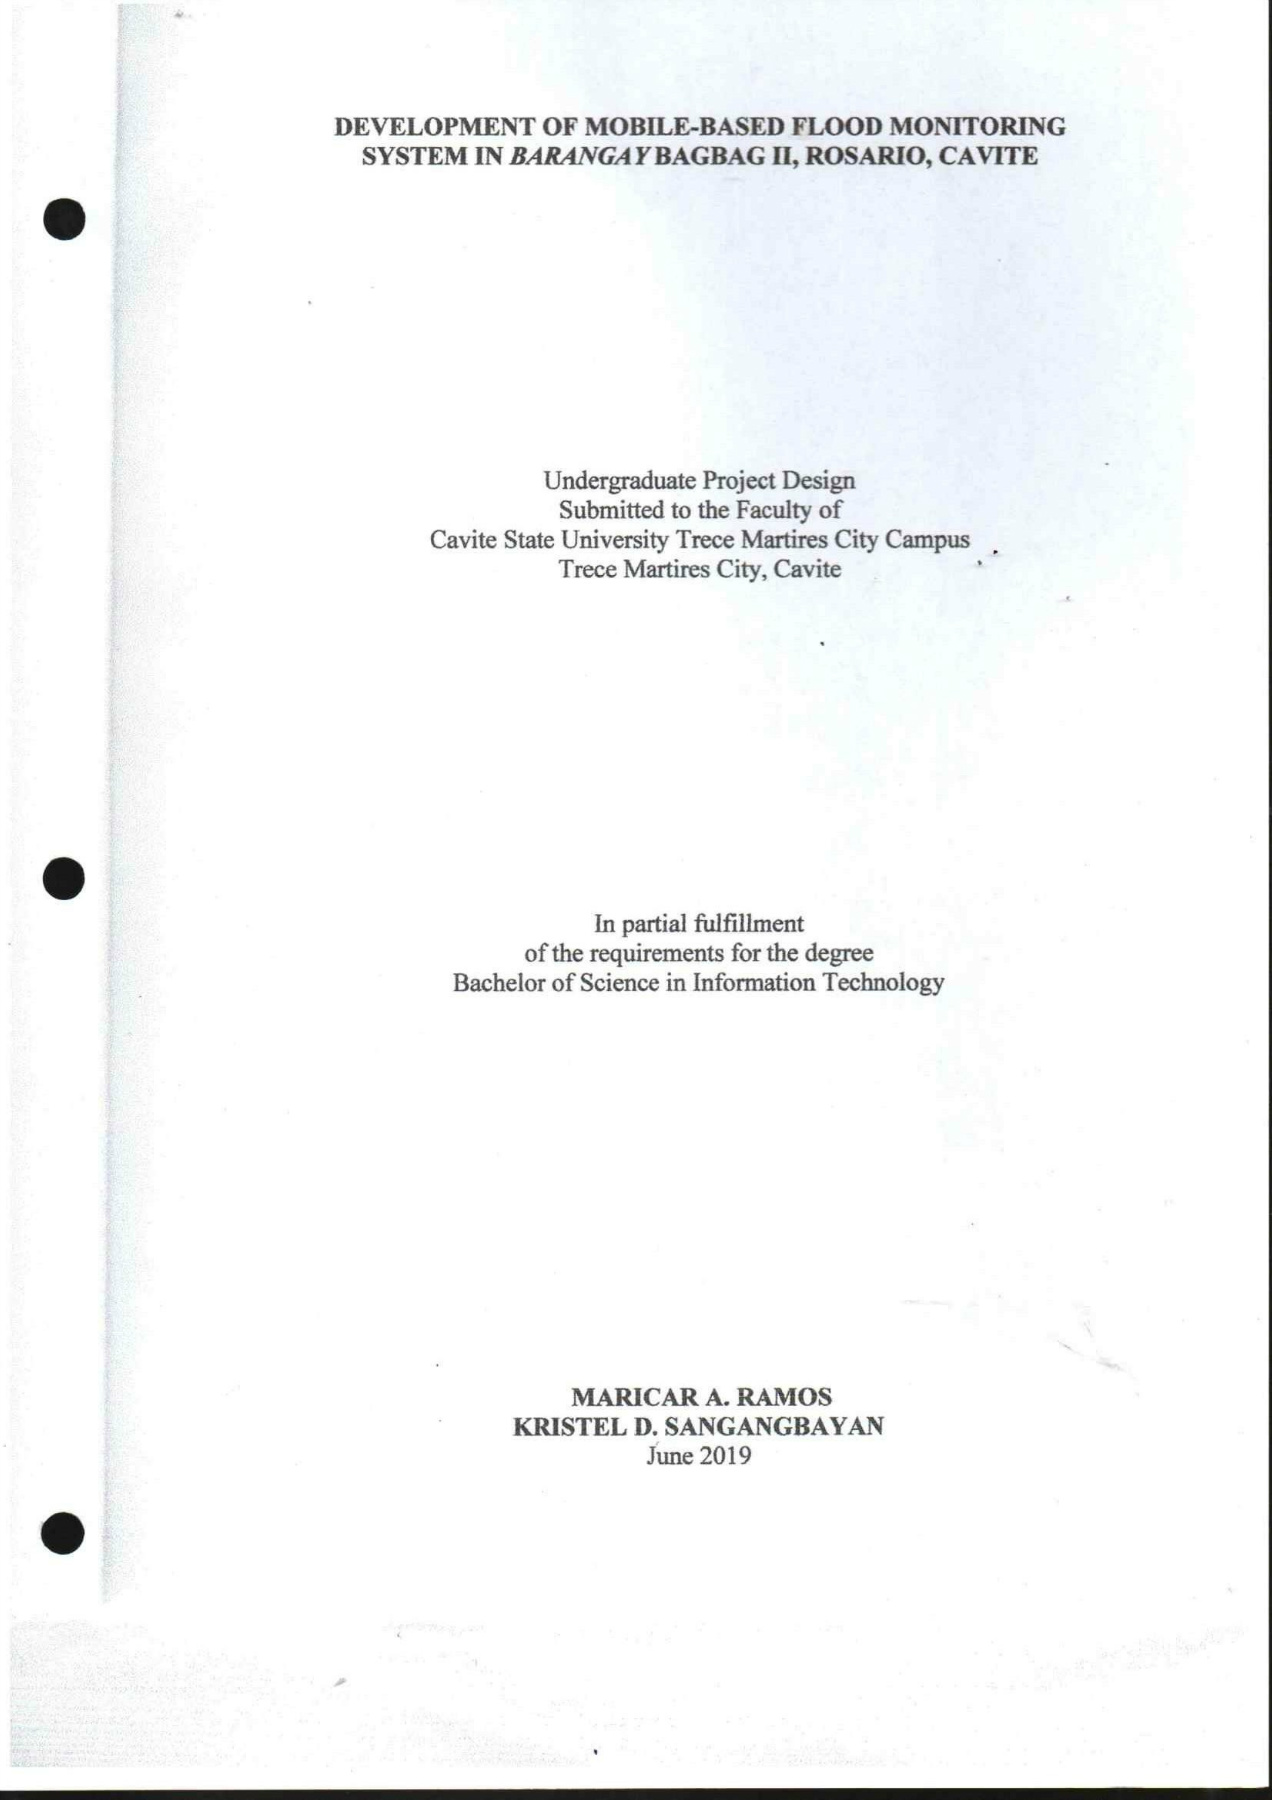 DEVELOPMENT OF MOBILE-BASED FLOOD MONITORING
SYSTEM IN BARANGAY BAGBAG II, ROSARIO, CAVITE
Undergraduate Project Design
Submitted to the Faculty of
Cavite State University Trece Martires City Campus
Trece Martires City, Cavite
In partial fulfillment
of the requirements for the degree
Bachelor of Science in Information Technology
MARICAR A. RAMOS
KRISTEL D. SANGANGBAYAN
June 2019